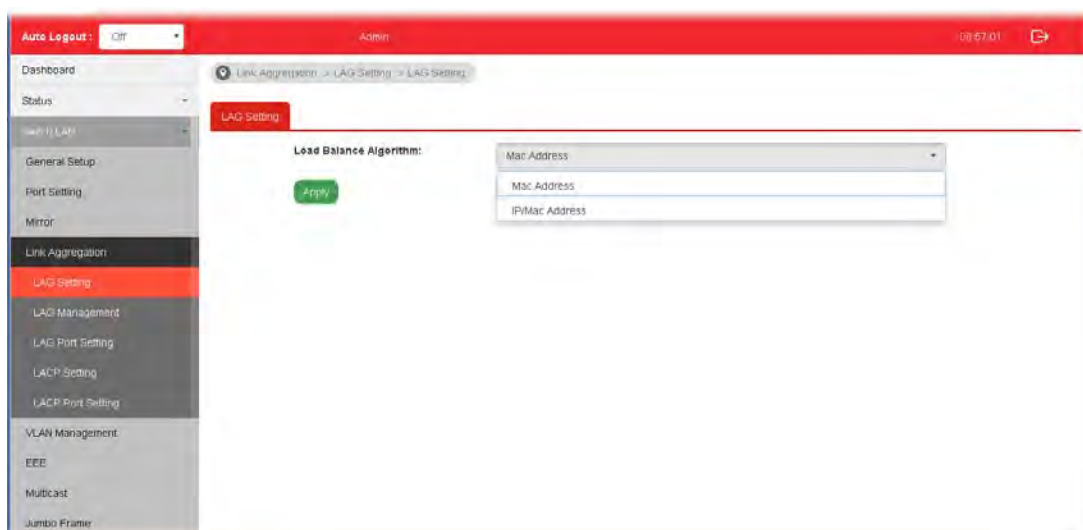 Auto Logout : Off
Admin
Dashboard
Link Aggregation > LAG Setting > LAG Setting
Status
Switch LAN
LAG Setting
General Setup
Load Balance Algorithm:
Mac Address
Port Setting
Apply
Mac Address
IP/Mac Address
Mirror
Link Aggregation
LAG Setting
LAG Management
LAG Port Setting
LACP Setting
LACP Port Setting
VLAN Management
EEE
Multicast
Jumbo Frame